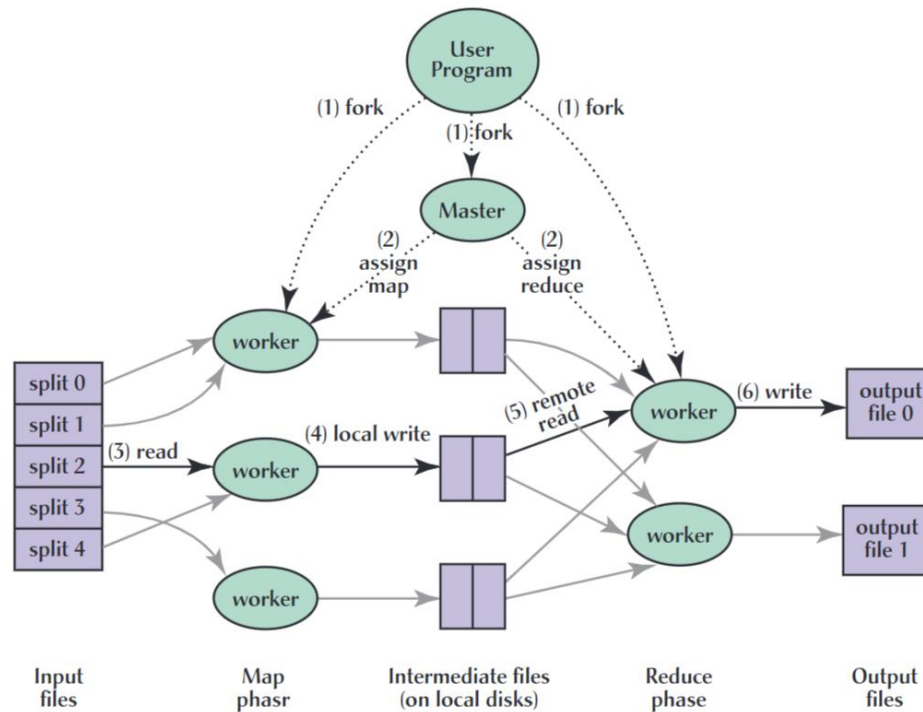 User
Program
(1) fork
(1) fork
(1) fork
Master
(2)
assign
map
(2)
assign
reduce
worker
split 0
split 1
split 2
split 3
split 4
(3) read
worker
(4) local write
(5) remote
read
worker
(6) write
output
file 0
worker
output
file 1
worker
Input
files
Map
phasr
Intermediate files
(on local disks)
Reduce
phase
Output
files